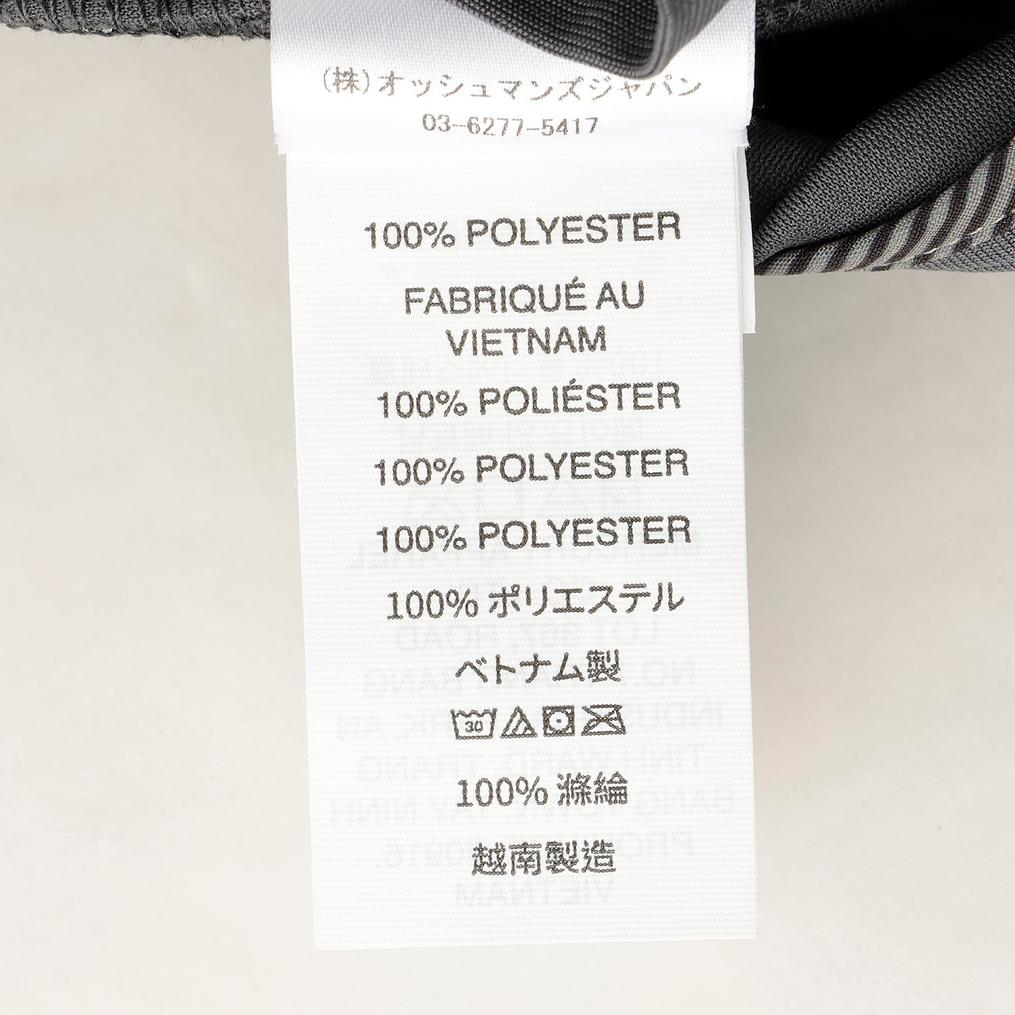 (株)オッシュマンズジャパン
03-6277-5417
100% POLYESTER
FABRIQUÉ AU
VIETNAM
100% POLIÉSTER
100% POLYESTER
100% POLYESTER
100% ポリエステル
ベトナム製
30
100% 滌綸
越南製造